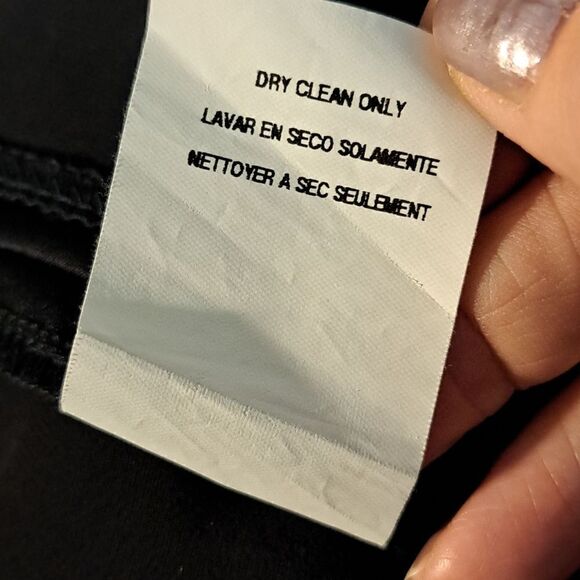 DRY CLEAN ONLY
LAVAR EN SECO SOLAMENTE
NETTOYER A SEC SEULEMENT